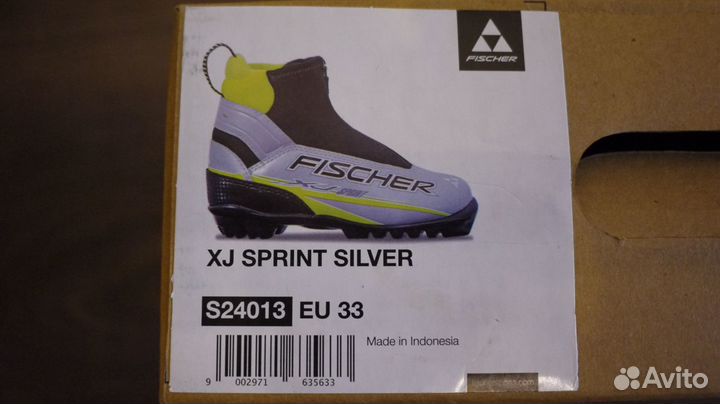 FISCHER
FISCHER
XJ SPRINT
XJ SPRINT SILVER
S24013 EU 33
Made in Indonesia
9 002971 635633
Avito